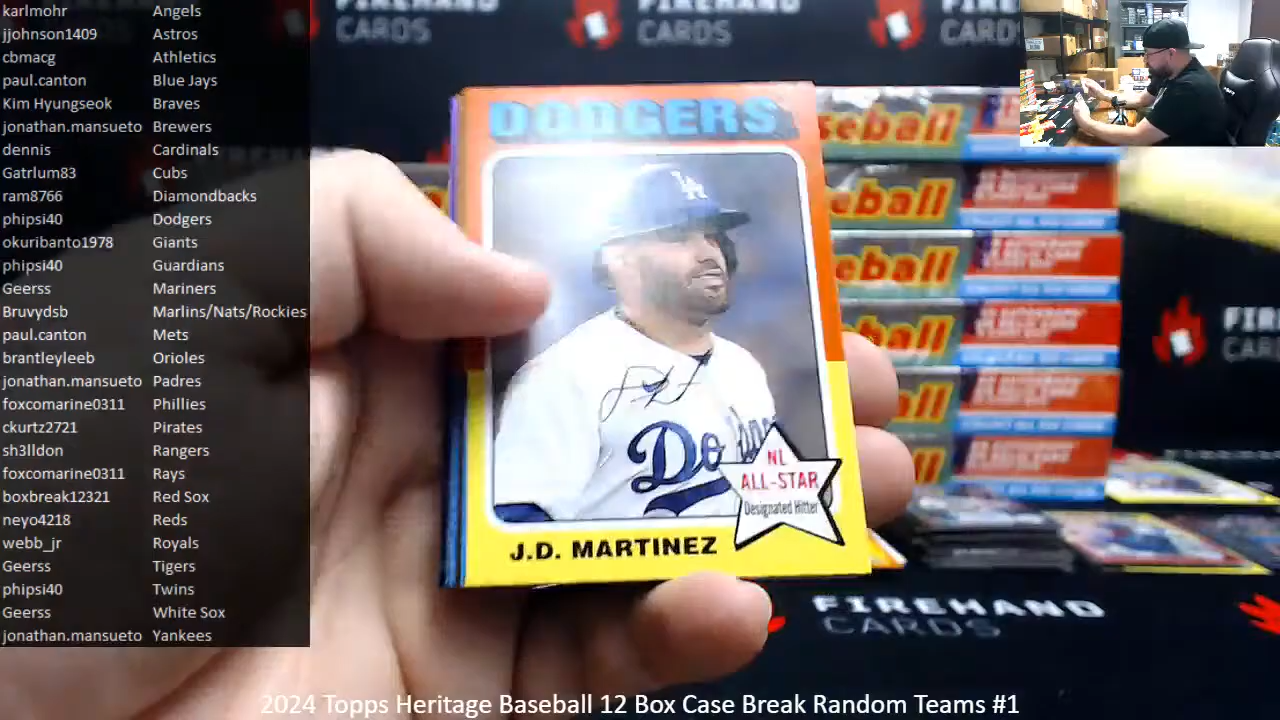 karlmohr Angels
jjohnson1409 Astros
cbmacg Athletics
paul.canton Blue Jays
Kim Hyungseok Braves
jonathan.mansueto Brewers
dennis Cardinals
Gatrlum83 Cubs
ram8766 Diamondbacks
phipsi40 Dodgers
okuribanto1978 Giants
phipsi40 Guardians
Geerss Mariners
Bruvydsb Marlins/Nats/Rockies
paul.canton Mets
brantleyleeb Orioles
jonathan.mansueto Padres
foxcomarine0311 Phillies
ckurtz2721 Pirates
sh3lldon Rangers
foxcomarine0311 Rays
boxbreak12321 Red Sox
neyo4218 Reds
webb_jr Royals
Geerss Tigers
phipsi40 Twins
Geerss White Sox
jonathan.mansueto Yankees
CARDS
CARDS
DODGERS
LA
NL
ALL-STAR
Designated Hitter
J.D. MARTINEZ
FIREHAND
CARDS
2024 Topps Heritage Baseball 12 Box Case Break Random Teams #1